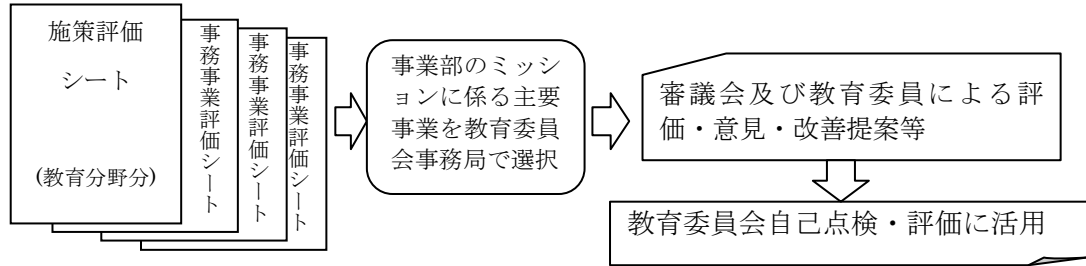 施策評価
シート
(教育分野分)
事務事業評価シート
事務事業評価シート
事務事業評価シート
事業部のミッシ
ョンに係る主要
事業を教育委員
会事務局で選択
審議会及び教育委員による評
価・意見・改善提案等
教育委員会自己点検・評価に活用